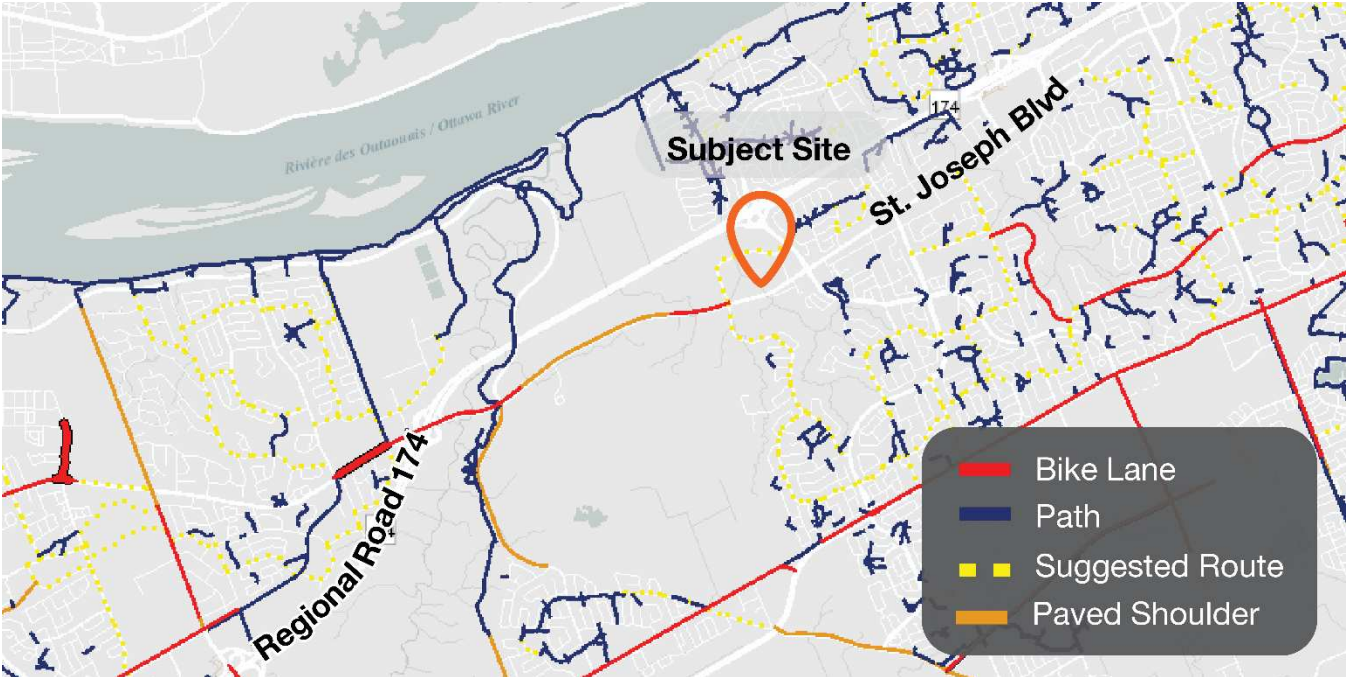 Rivière des Outaouais / Ottawa River
174
Subject Site
St. Joseph Blvd
Regional Road 174
Bike Lane
Path
Suggested Route
Paved Shoulder